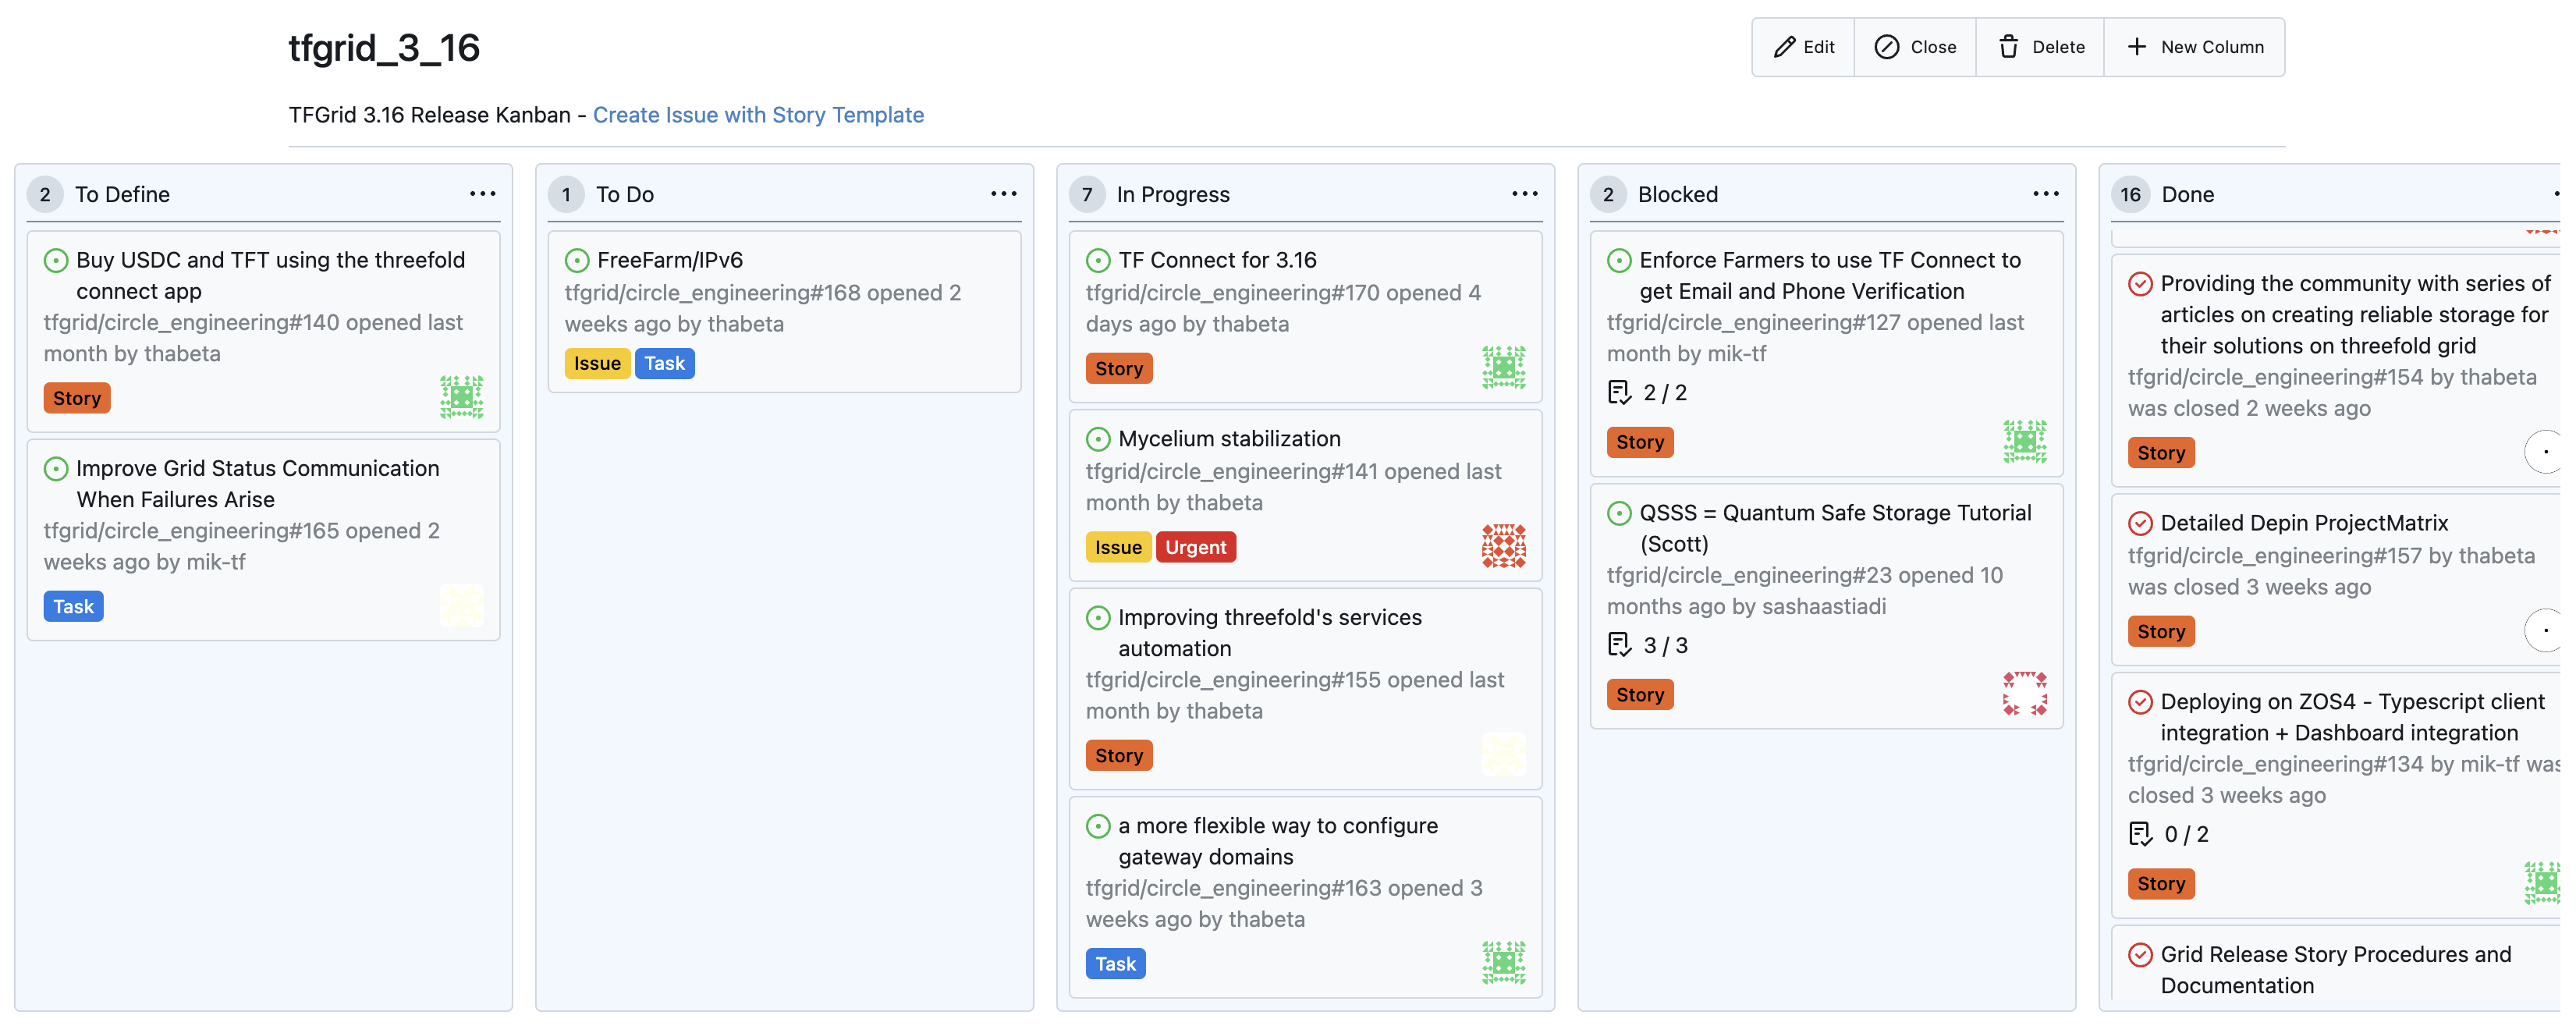 tfgrid_3_16
Edit
Close
Delete
New Column
TFGrid 3.16 Release Kanban - Create Issue with Story Template
2 To Define
Buy USDC and TFT using the threefold
connect app
tfgrid/circle_engineering#140 opened last
month by thabeta
Story
Improve Grid Status Communication
When Failures Arise
tfgrid/circle_engineering#165 opened 2
weeks ago by mik-tf
Task
1 To Do
FreeFarm/IPv6
tfgrid/circle_engineering#168 opened 2
weeks ago by thabeta
Issue Task
7 In Progress
TF Connect for 3.16
tfgrid/circle_engineering#170 opened 4
days ago by thabeta
Story
Mycelium stabilization
tfgrid/circle_engineering#141 opened last
month by thabeta
Issue Urgent
Improving threefold's services
automation
tfgrid/circle_engineering#155 opened last
month by thabeta
Story
a more flexible way to configure
gateway domains
tfgrid/circle_engineering#163 opened 3
weeks ago by thabeta
Task
2 Blocked
Enforce Farmers to use TF Connect to
get Email and Phone Verification
tfgrid/circle_engineering#127 opened last
month by mik-tf
2 / 2
Story
QSSS = Quantum Safe Storage Tutorial
(Scott)
tfgrid/circle_engineering#23 opened 10
months ago by sashaastiadi
3 / 3
Story
16 Done
Providing the community with series of
articles on creating reliable storage for
their solutions on threefold grid
tfgrid/circle_engineering#154 by thabeta
was closed 2 weeks ago
Story
Detailed Depin ProjectMatrix
tfgrid/circle_engineering#157 by thabeta
was closed 3 weeks ago
Story
Deploying on ZOS4 - Typescript client
integration + Dashboard integration
tfgrid/circle_engineering#134 by mik-tf was
closed 3 weeks ago
0 / 2
Story
Grid Release Story Procedures and
Documentation